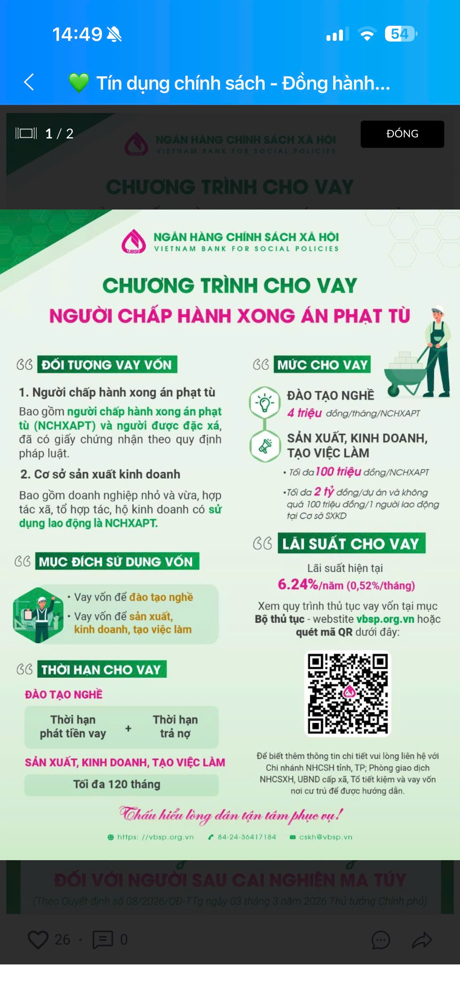 14:49
54
Tín dụng chính sách - Đồng hành...
1 / 2
ĐÓNG
NGÂN HÀNG CHÍNH SÁCH XÃ HỘI
VIETNAM BANK FOR SOCIAL POLICIES
CHƯƠNG TRÌNH CHO VAY
VBSP
NGÂN HÀNG CHÍNH SÁCH XÃ HỘI
VIETNAM BANK FOR SOCIAL POLICIES
CHƯƠNG TRÌNH CHO VAY
NGƯỜI CHẤP HÀNH XONG ÁN PHẠT TÙ
ĐỐI TƯỢNG VAY VỐN
1. Người chấp hành xong án phạt tù
Bao gồm người chấp hành xong án phạt
tù (NCHXAPT) và người được đặc xá,
đã có giấy chứng nhận theo quy định
pháp luật.
2. Cơ sở sản xuất kinh doanh
Bao gồm doanh nghiệp nhỏ và vừa, hợp
tác xã, tổ hợp tác, hộ kinh doanh có sử
dụng lao động là NCHXAPT.
MỤC ĐÍCH SỬ DỤNG VỐN
• Vay vốn để đào tạo nghề
• Vay vốn để sản xuất,
kinh doanh, tạo việc làm
THỜI HẠN CHO VAY
ĐÀO TẠO NGHỀ
Thời hạn
phát tiền vay
+
Thời hạn
trả nợ
SẢN XUẤT, KINH DOANH, TẠO VIỆC LÀM
Tối đa 120 tháng
MỨC CHO VAY
ĐÀO TẠO NGHỀ
4 triệu đồng/tháng/NCHXAPT
SẢN XUẤT, KINH DOANH,
TẠO VIỆC LÀM
• Tối đa 100 triệu đồng/NCHXAPT
• Tối đa 2 tỷ đồng/dự án và không
quá 100 triệu đồng/1 người lao động
tại Cơ sở SXKD
LÃI SUẤT CHO VAY
Lãi suất hiện tại
6.24%/năm (0,52%/tháng)
Xem quy trình thủ tục vay vốn tại mục
Bộ thủ tục - webstite vbsp.org.vn hoặc
quét mã QR dưới đây:
Để biết thêm thông tin chi tiết vui lòng liên hệ với
Chi nhánh NHCSH tỉnh, TP; Phòng giao dịch
NHCSXH, UBND cấp xã, Tổ tiết kiệm và vay vốn
nơi cư trú để được hướng dẫn.
Thấu hiểu lòng dân tận tâm phục vụ!
https: //vbsp.org.vn
84-24-36417184
cskh@vbsp.vn
ĐỐI VỚI NGƯỜI SAU CAI NGHIỆN MA TÚY
(Theo Quyết định số 08/2026/QĐ-TTg ngày 03 tháng 3 năm 2026 Thủ tướng Chính phủ)
26
0